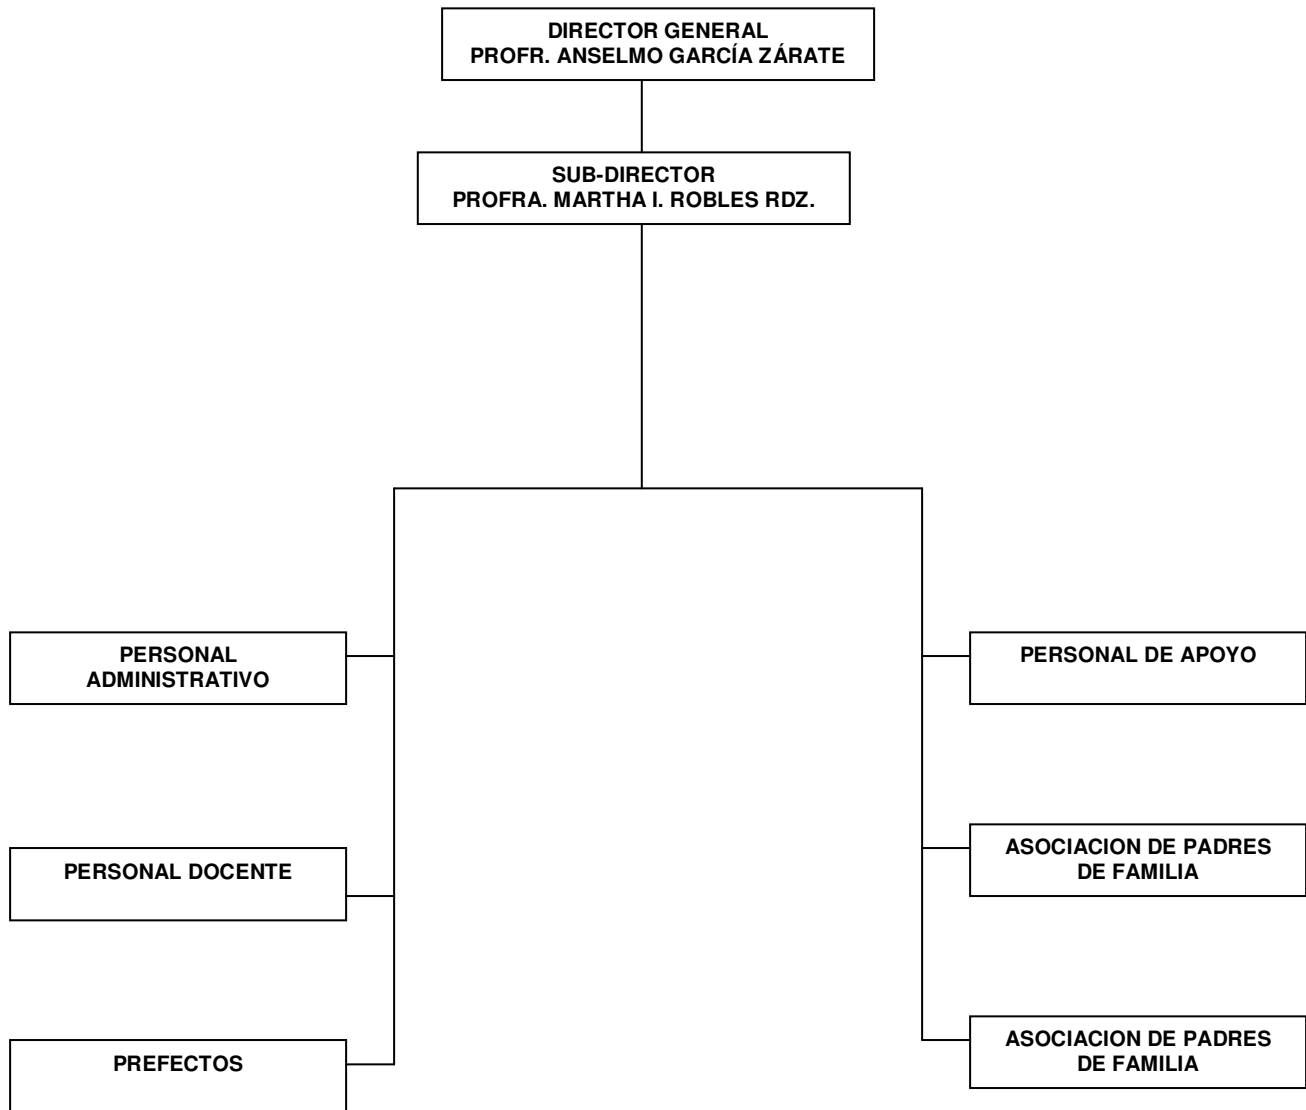 DIRECTOR GENERAL
PROFR. ANSELMO GARCÍA ZÁRATE
SUB-DIRECTOR
PROFRA. MARTHA I. ROBLES RDZ.
PERSONAL
ADMINISTRATIVO
PERSONAL DE APOYO
PERSONAL DOCENTE
ASOCIACION DE PADRES
DE FAMILIA
PREFECTOS
ASOCIACION DE PADRES
DE FAMILIA